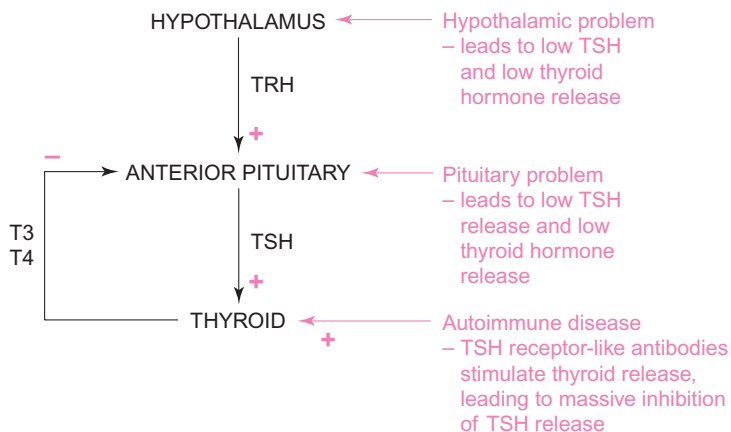 HYPOTHALAMUS
Hypothalamic problem
– leads to low TSH
and low thyroid
hormone release
TRH
+
–
ANTERIOR PITUITARY
Pituitary problem
– leads to low TSH
release and low
thyroid hormone
release
T3
T4
TSH
+
THYROID
+
Autoimmune disease
– TSH receptor-like antibodies
stimulate thyroid release,
leading to massive inhibition
of TSH release